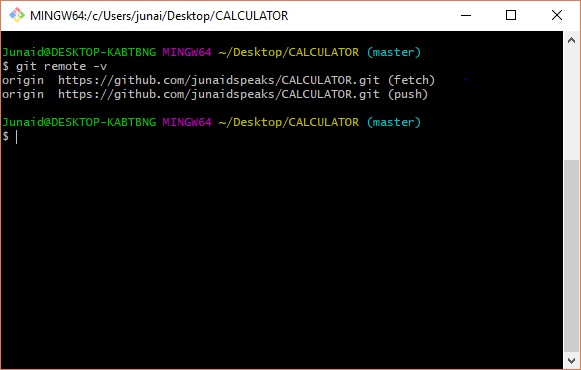 MINGW64:/c/Users/junai/Desktop/CALCULATOR
Junaid@DESKTOP-KABTBNG MINGW64 ~/Desktop/CALCULATOR (master)
$ git remote -v
origin  https://github.com/junaidspeaks/CALCULATOR.git (fetch)
origin  https://github.com/junaidspeaks/CALCULATOR.git (push)
Junaid@DESKTOP-KABTBNG MINGW64 ~/Desktop/CALCULATOR (master)
$